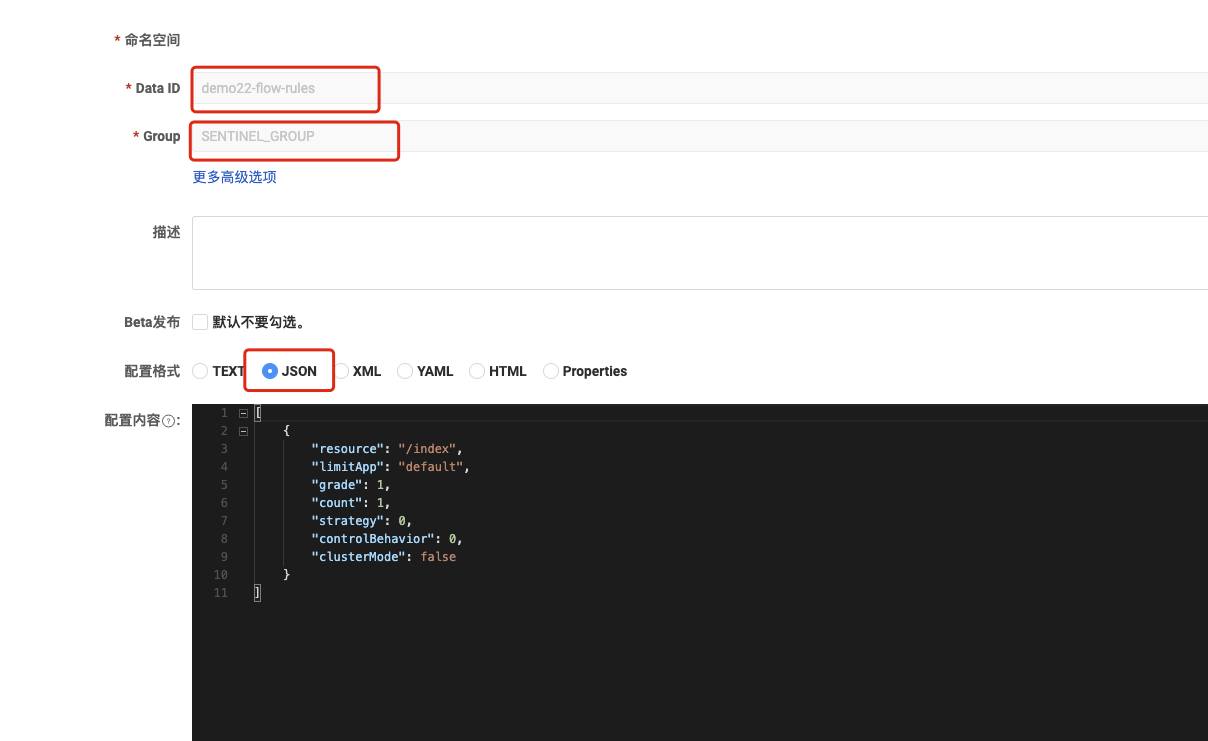 * 命名空间
* Data ID demo22-flow-rules
* Group SENTINEL_GROUP
更多高级选项
描述
Beta发布 默认不要勾选。
配置格式 TEXT JSON XML YAML HTML Properties
配置内容?: 1 [
2 {
3 "resource": "/index",
4 "limitApp": "default",
5 "grade": 1,
6 "count": 1,
7 "strategy": 0,
8 "controlBehavior": 0,
9 "clusterMode": false
10 }
11 ]